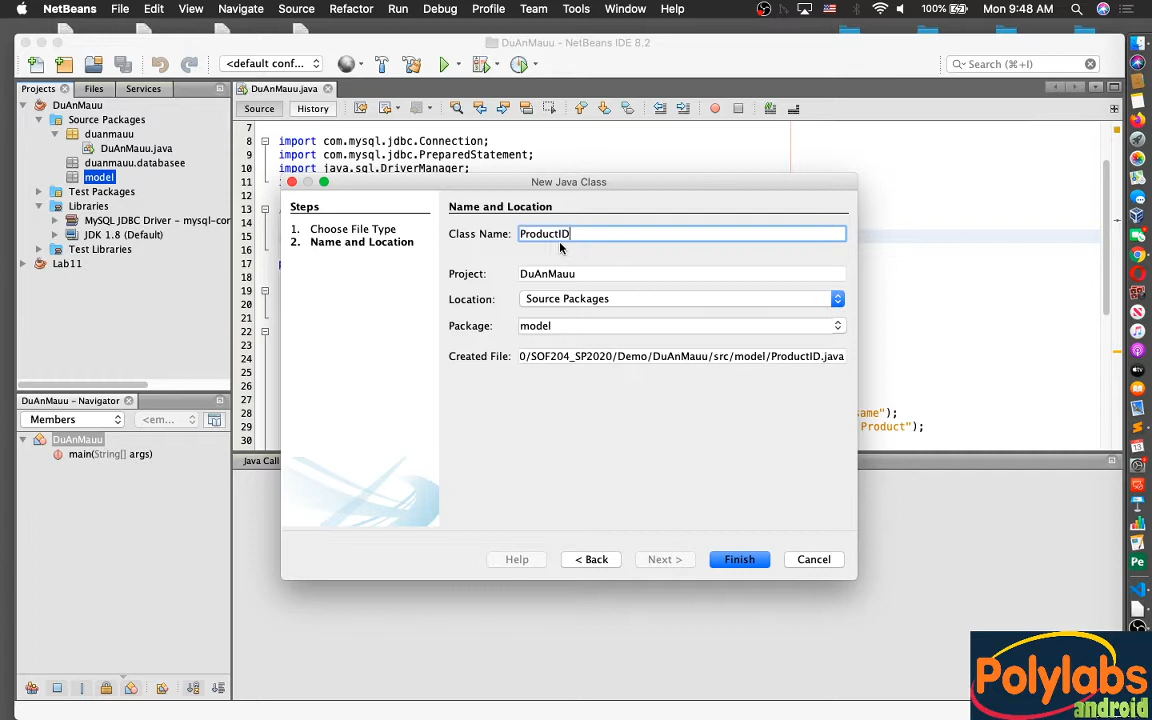 NetBeans File Edit View Navigate Source Refactor Run Debug Profile Team Tools Window Help 100% Mon 9:48 AM
DuAnMauu - NetBeans IDE 8.2
<default conf... Search (⌘+I)
Projects Files Services DuAnMauu.java
Source History
DuAnMauu
Source Packages
duanmauu
DuAnMauu.java
duanmauu.databasee
model
Test Packages
Libraries
MySQL JDBC Driver - mysql-con
JDK 1.8 (Default)
Test Libraries
Lab11
7
8 import com.mysql.jdbc.Connection;
9 import com.mysql.jdbc.PreparedStatement;
10 import java.sql.DriverManager;
11
12
13
14
15
16
17
18
19
20
21
22
23
24
25
26
27
28 ame");
29 Product");
30
New Java Class
Steps
1. Choose File Type
2. Name and Location
Name and Location
Class Name: ProductID
Project: DuAnMauu
Location: Source Packages
Package: model
Created File: 0/SOF204_SP2020/Demo/DuAnMauu/src/model/ProductID.java
Help < Back Next > Finish Cancel
DuAnMauu - Navigator
Members <em...
DuAnMauu
main(String[] args)
Java Call
Polylabs
android